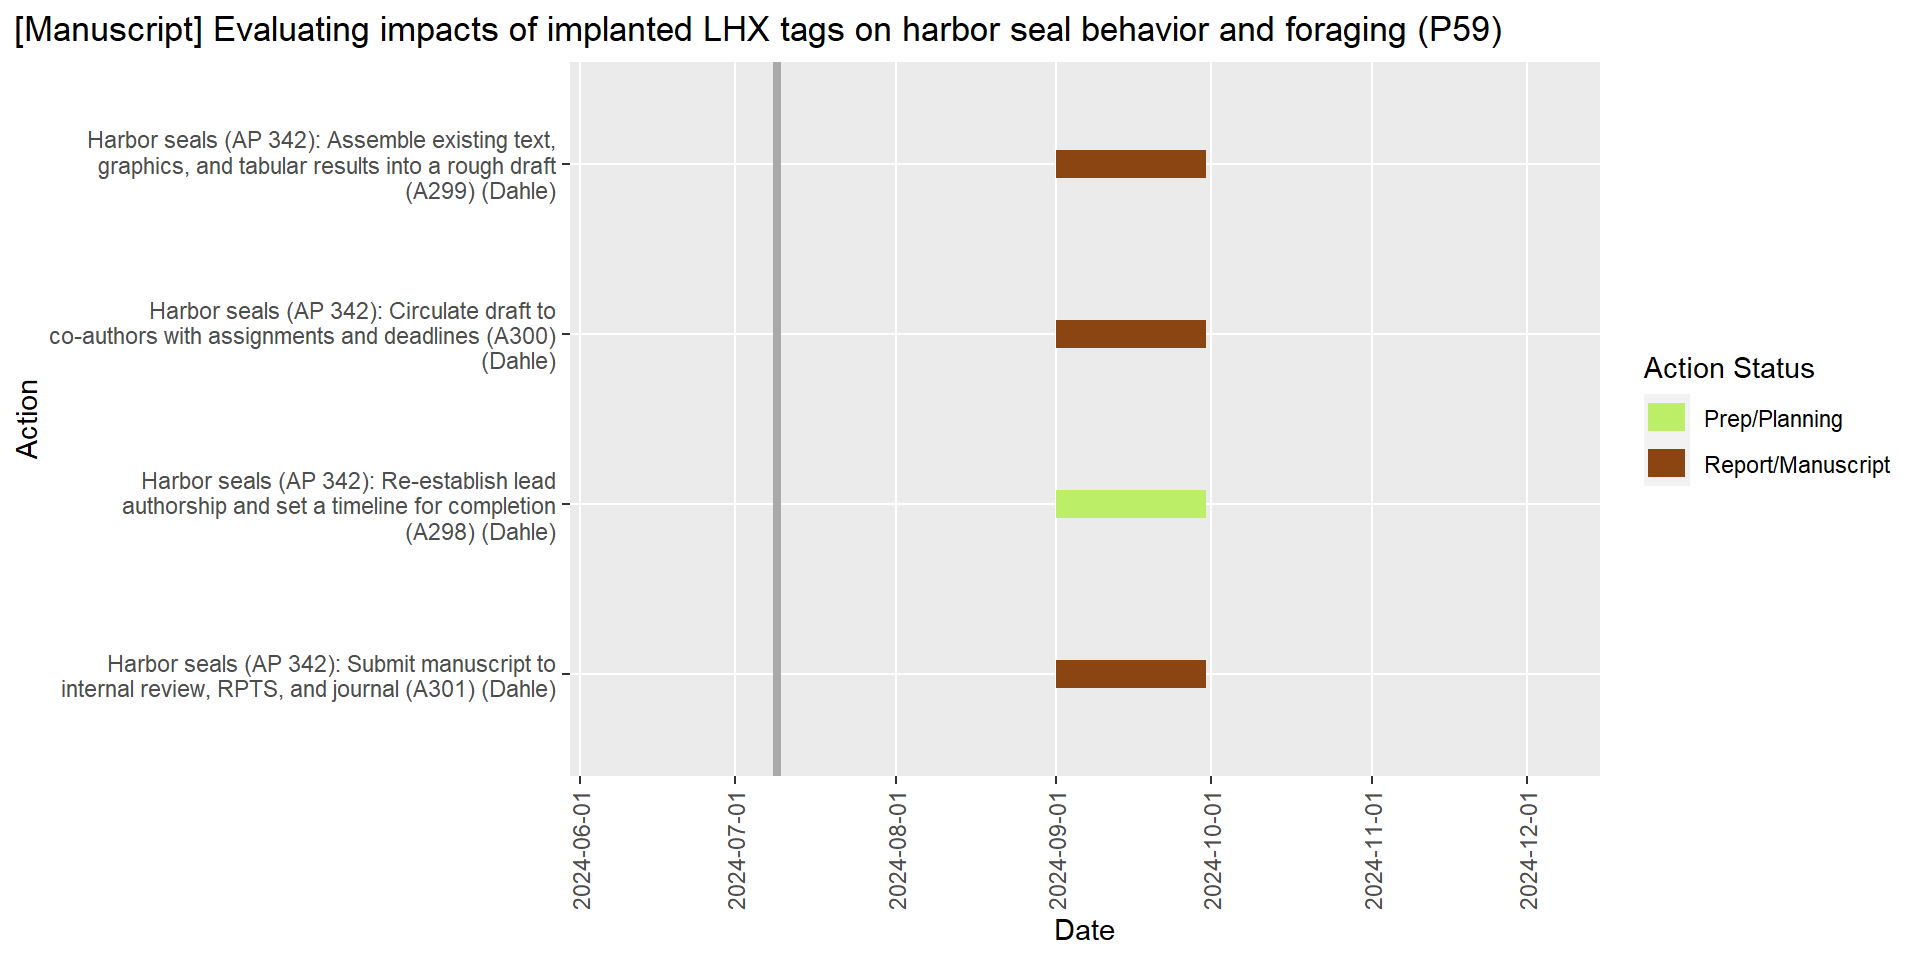 [Manuscript] Evaluating impacts of implanted LHX tags on harbor seal behavior and foraging (P59)
Harbor seals (AP 342): Assemble existing text,
graphics, and tabular results into a rough draft
(A299) (Dahle)
Harbor seals (AP 342): Circulate draft to
co-authors with assignments and deadlines (A300)
(Dahle)
Harbor seals (AP 342): Re-establish lead
authorship and set a timeline for completion
(A298) (Dahle)
Harbor seals (AP 342): Submit manuscript to
internal review, RPTS, and journal (A301) (Dahle)
Action
2024-06-01
2024-07-01
2024-08-01
2024-09-01
2024-10-01
2024-11-01
2024-12-01
Date
Action Status
Prep/Planning
Report/Manuscript